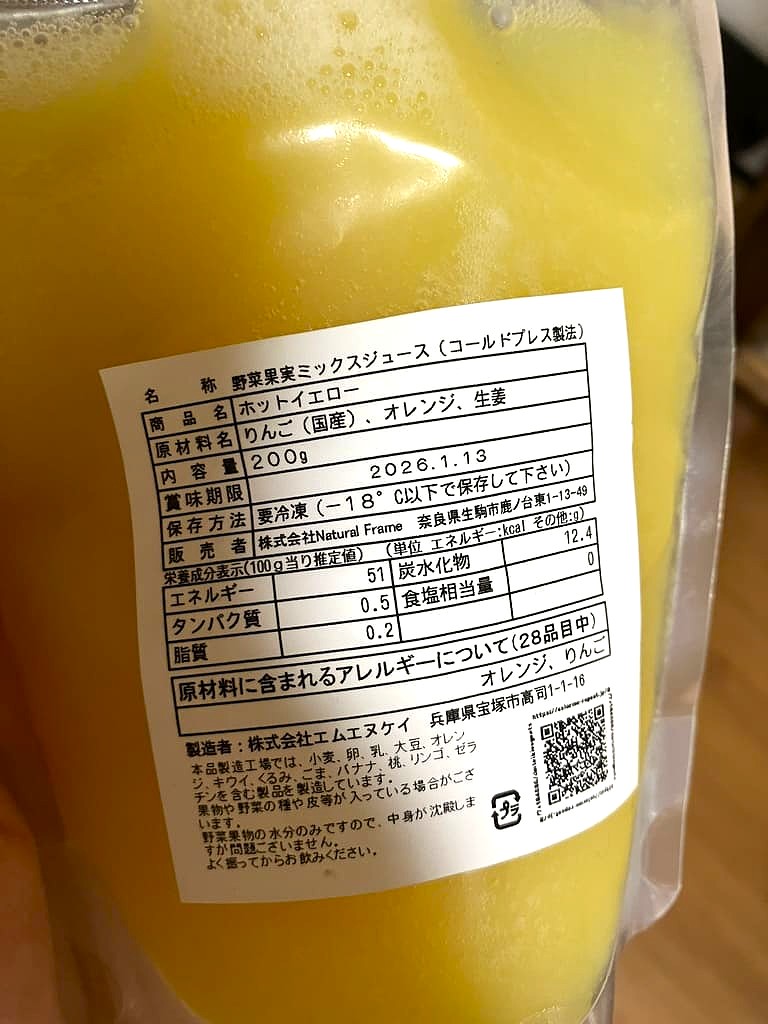 名 称 野菜果実ミックスジュース(コールドプレス製法)
商品名 ホットイエロー
原材料名 りんご(国産)、オレンジ、生姜
内容量 200g
賞味期限 2026.1.13
保存方法 要冷凍(-18°C以下で保存して下さい)
販売者 株式会社Natural Frame 奈良県生駒市鹿ノ台東1-13-49
栄養成分表示(100g当り推定値) (単位 エネルギー:kcal その他:g)
エネルギー 51 炭水化物 12.4
タンパク質 0.5 食塩相当量 0
脂質 0.2
原材料に含まれるアレルギーについて(28品目中)
オレンジ、りんご
製造者:株式会社エムエヌケイ 兵庫県宝塚市高司1-1-16
本品製造工場では、小麦、卵、乳、大豆、オレン
ジ、キウイ、くるみ、ごま、バナナ、桃、リンゴ、ゼラ
チンを含む製品を製造しています。
果物や野菜の種や皮等が入っている場合がござ
います。
野菜果物の水分のみですので、中身が沈殿しま
すが問題ございません。
よく振ってからお飲みください。
プラ